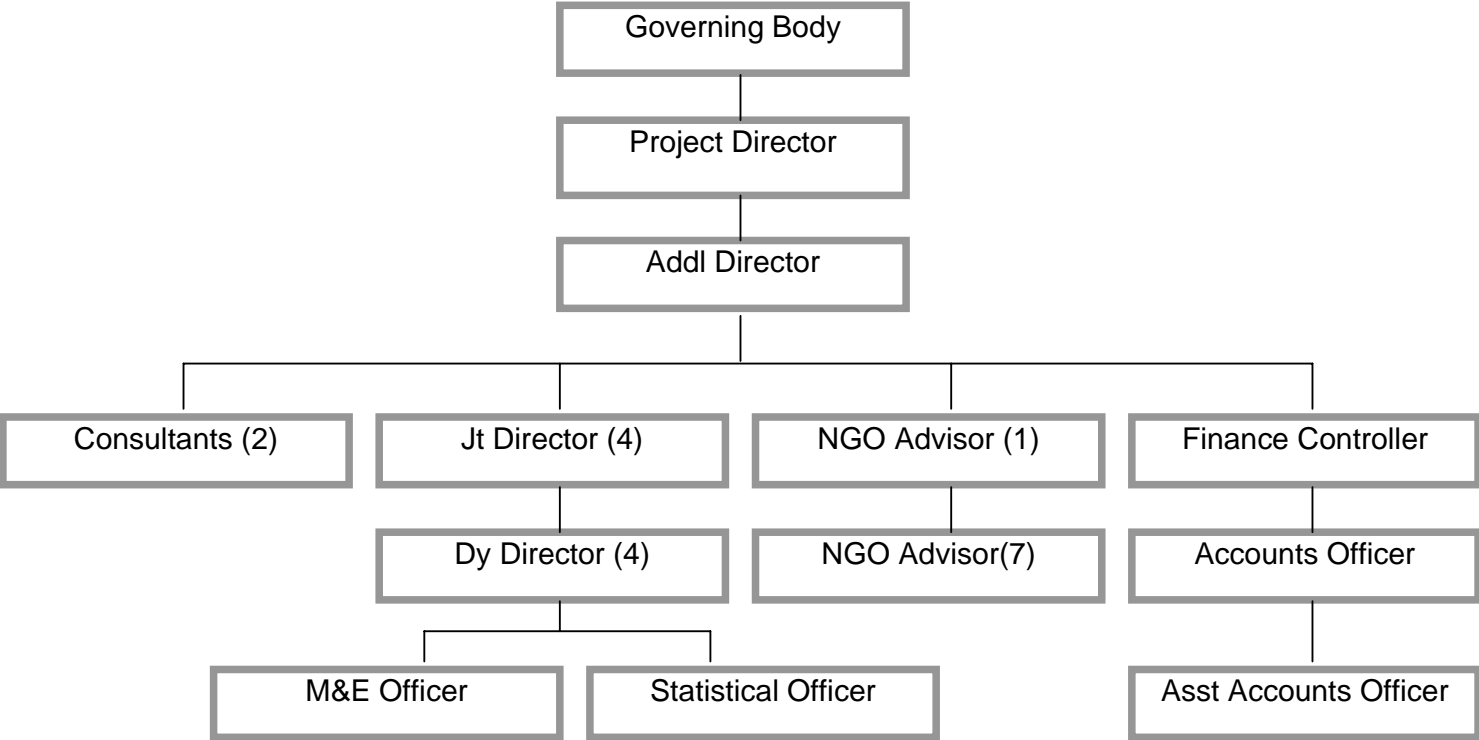 Governing Body
Project Director
Addl Director
Consultants (2)
Jt Director (4)
NGO Advisor (1)
Finance Controller
Dy Director (4)
NGO Advisor(7)
Accounts Officer
M&E Officer
Statistical Officer
Asst Accounts Officer